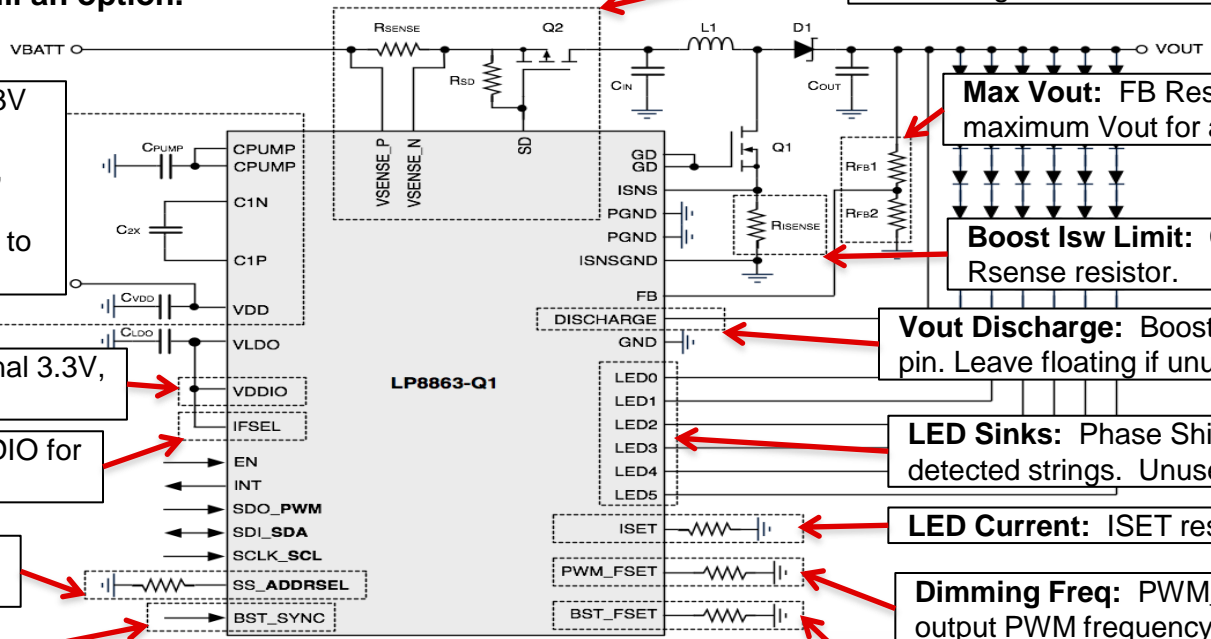 an option.
RSENSE
Q2
L1
D1
VBATT
VOUT
RSD
CIN
COUT
Max Vout: FB Res
maximum Vout for a
CPUMP
CPUMP
CPUMP
VSENSE_P
VSENSE_N
SD
GD
GD
Q1
RFB1
ISNS
C1N
PGND
RISENSE
RFB2
C2X
PGND
to
Boost Isw Limit:
Rsense resistor.
C1P
ISNSGND
CVDD
VDD
FB
DISCHARGE
Vout Discharge: Boost
pin. Leave floating if unu
CLDO
VLDO
GND
nal 3.3V,
LP8863-Q1
VDDIO
LED0
LED1
IFSEL
LED2
LED Sinks: Phase Shi
detected strings. Unuse
DIO for
LED3
EN
LED4
INT
LED5
SDO_PWM
ISET
LED Current: ISET res
SDI_SDA
SCLK_SCL
SS_ADDRSEL
PWM_FSET
Dimming Freq: PWM_
output PWM frequency
BST_SYNC
BST_FSET